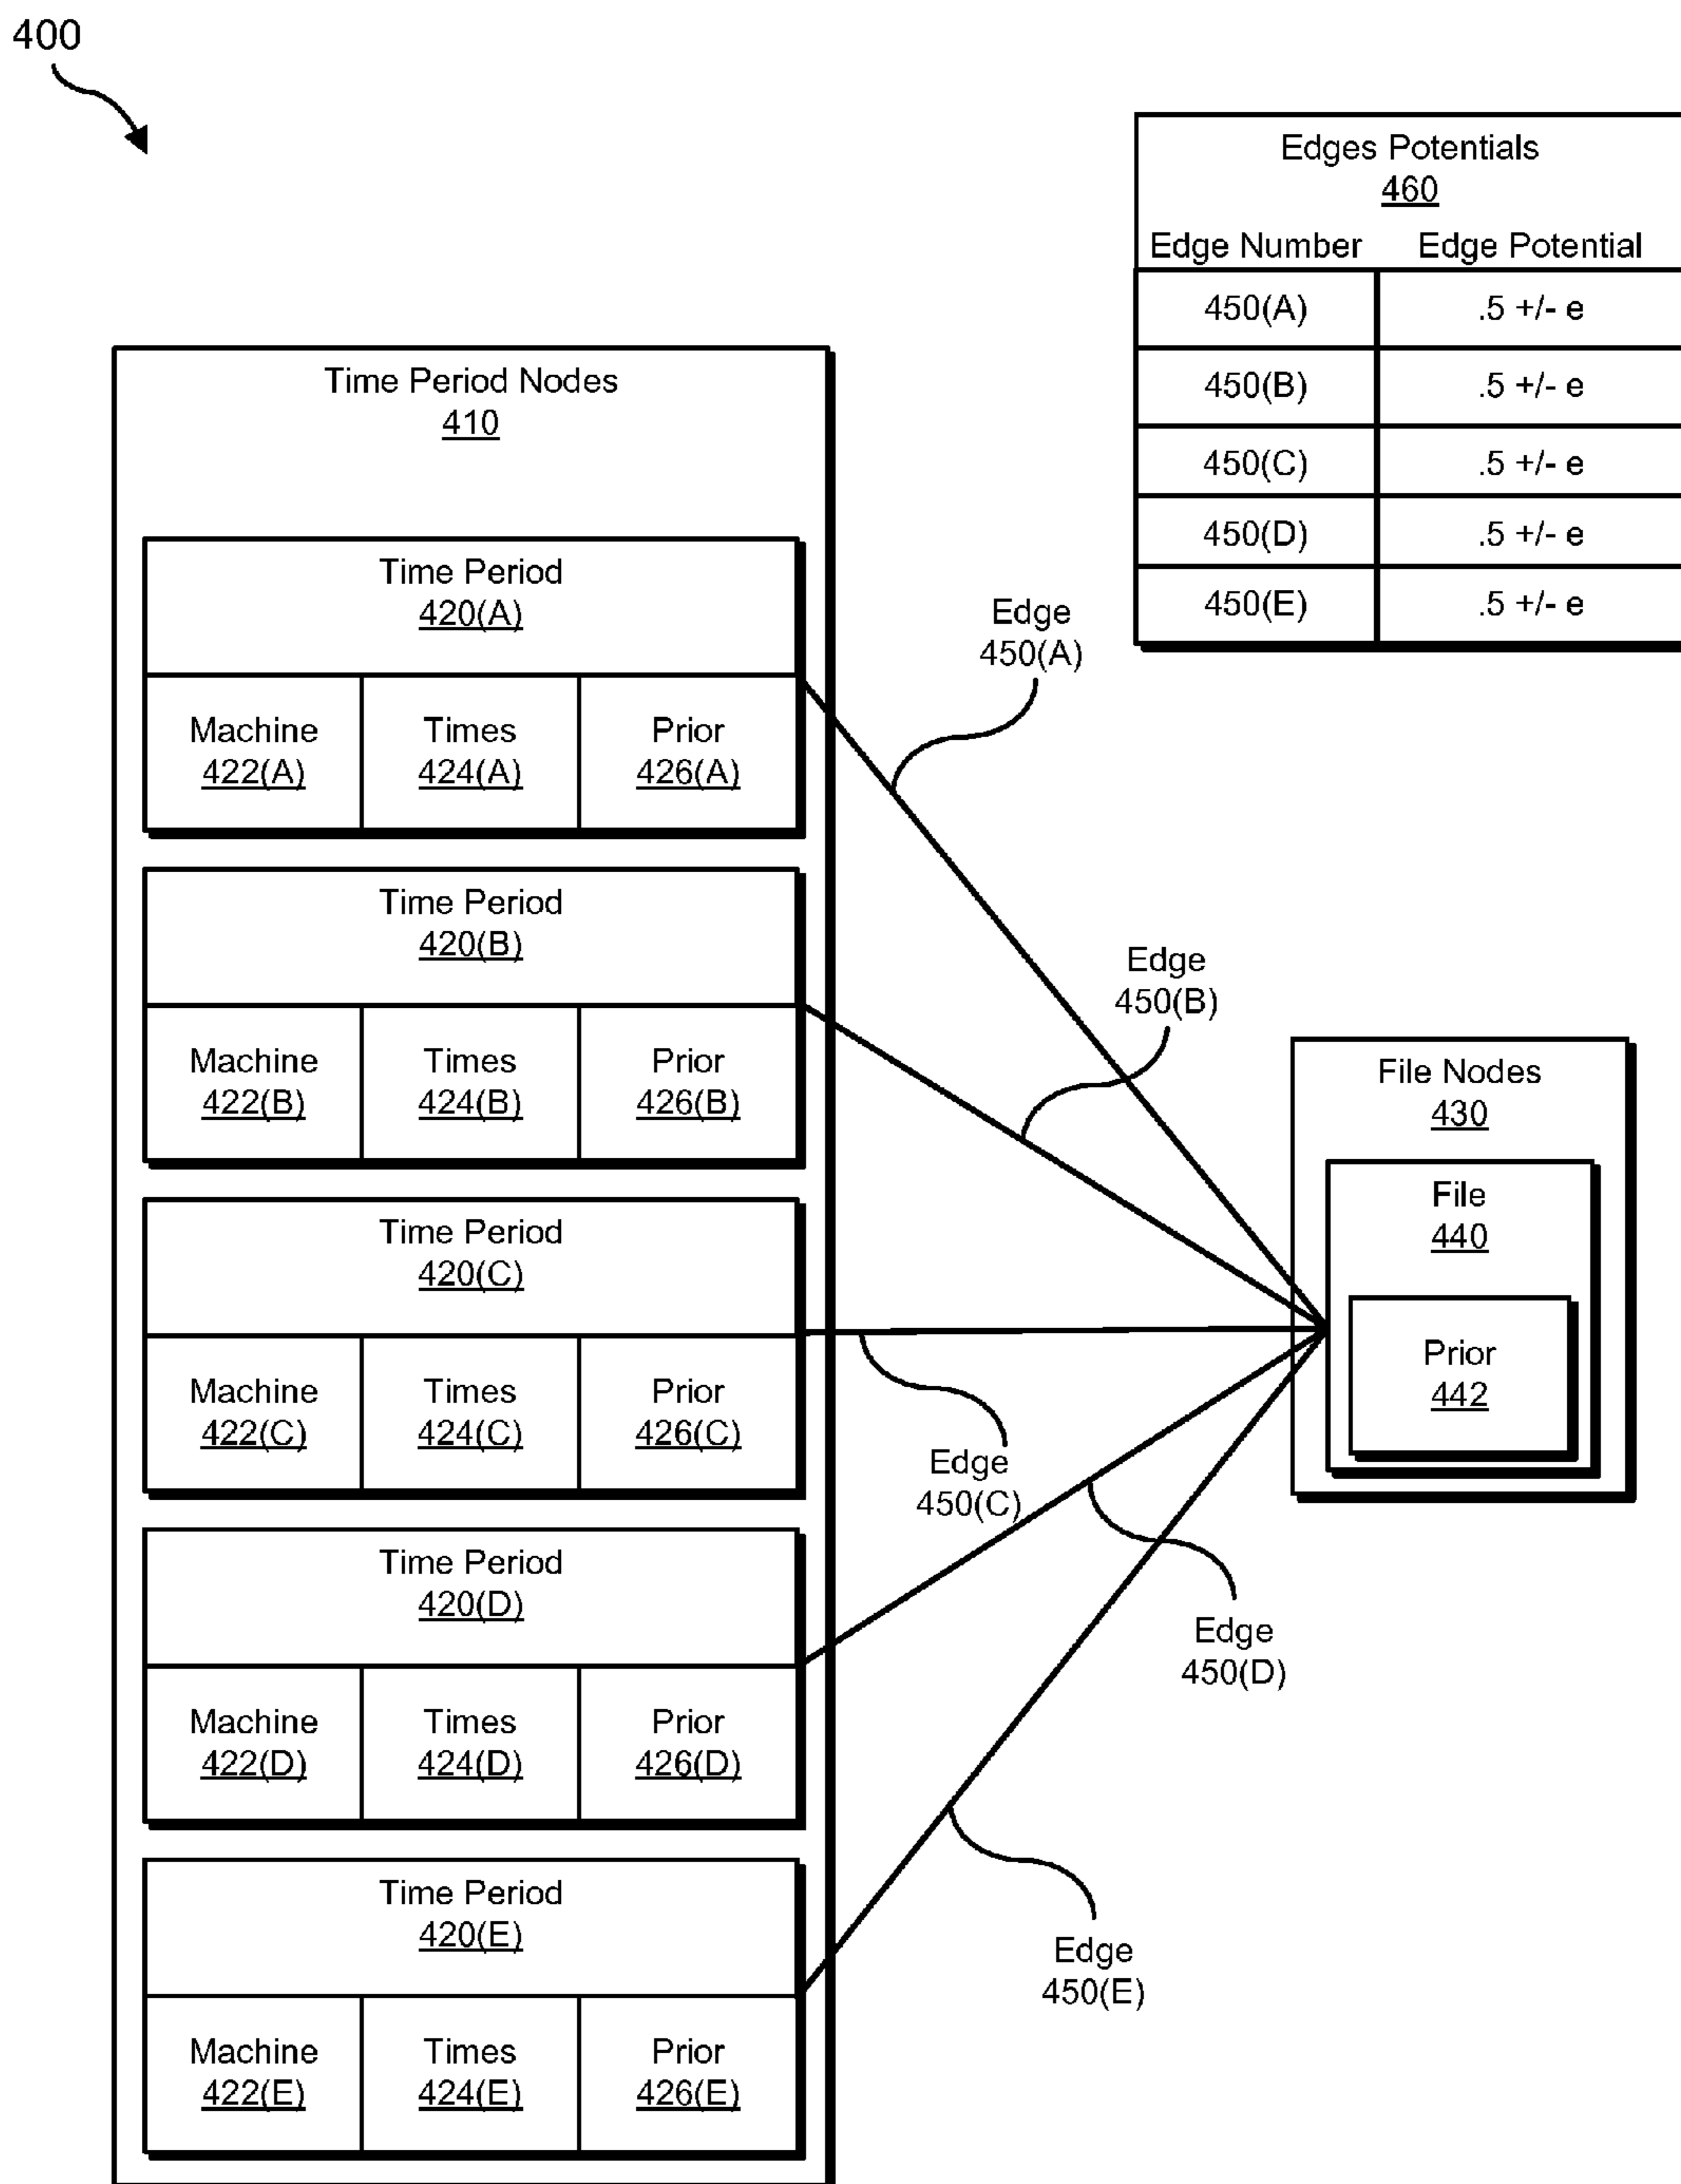 400
Edges Potentials
460
Edge Number Edge Potential
450(A) .5 +/- e
450(B) .5 +/- e
450(C) .5 +/- e
450(D) .5 +/- e
450(E) .5 +/- e
Time Period Nodes
410
Time Period
420(A)
Machine Times Prior
422(A) 424(A) 426(A)
Time Period
420(B)
Machine Times Prior
422(B) 424(B) 426(B)
Time Period
420(C)
Machine Times Prior
422(C) 424(C) 426(C)
Time Period
420(D)
Machine Times Prior
422(D) 424(D) 426(D)
Time Period
420(E)
Machine Times Prior
422(E) 424(E) 426(E)
Edge
450(A)
Edge
450(B)
Edge
450(C)
Edge
450(D)
Edge
450(E)
File Nodes
430
File
440
Prior
442